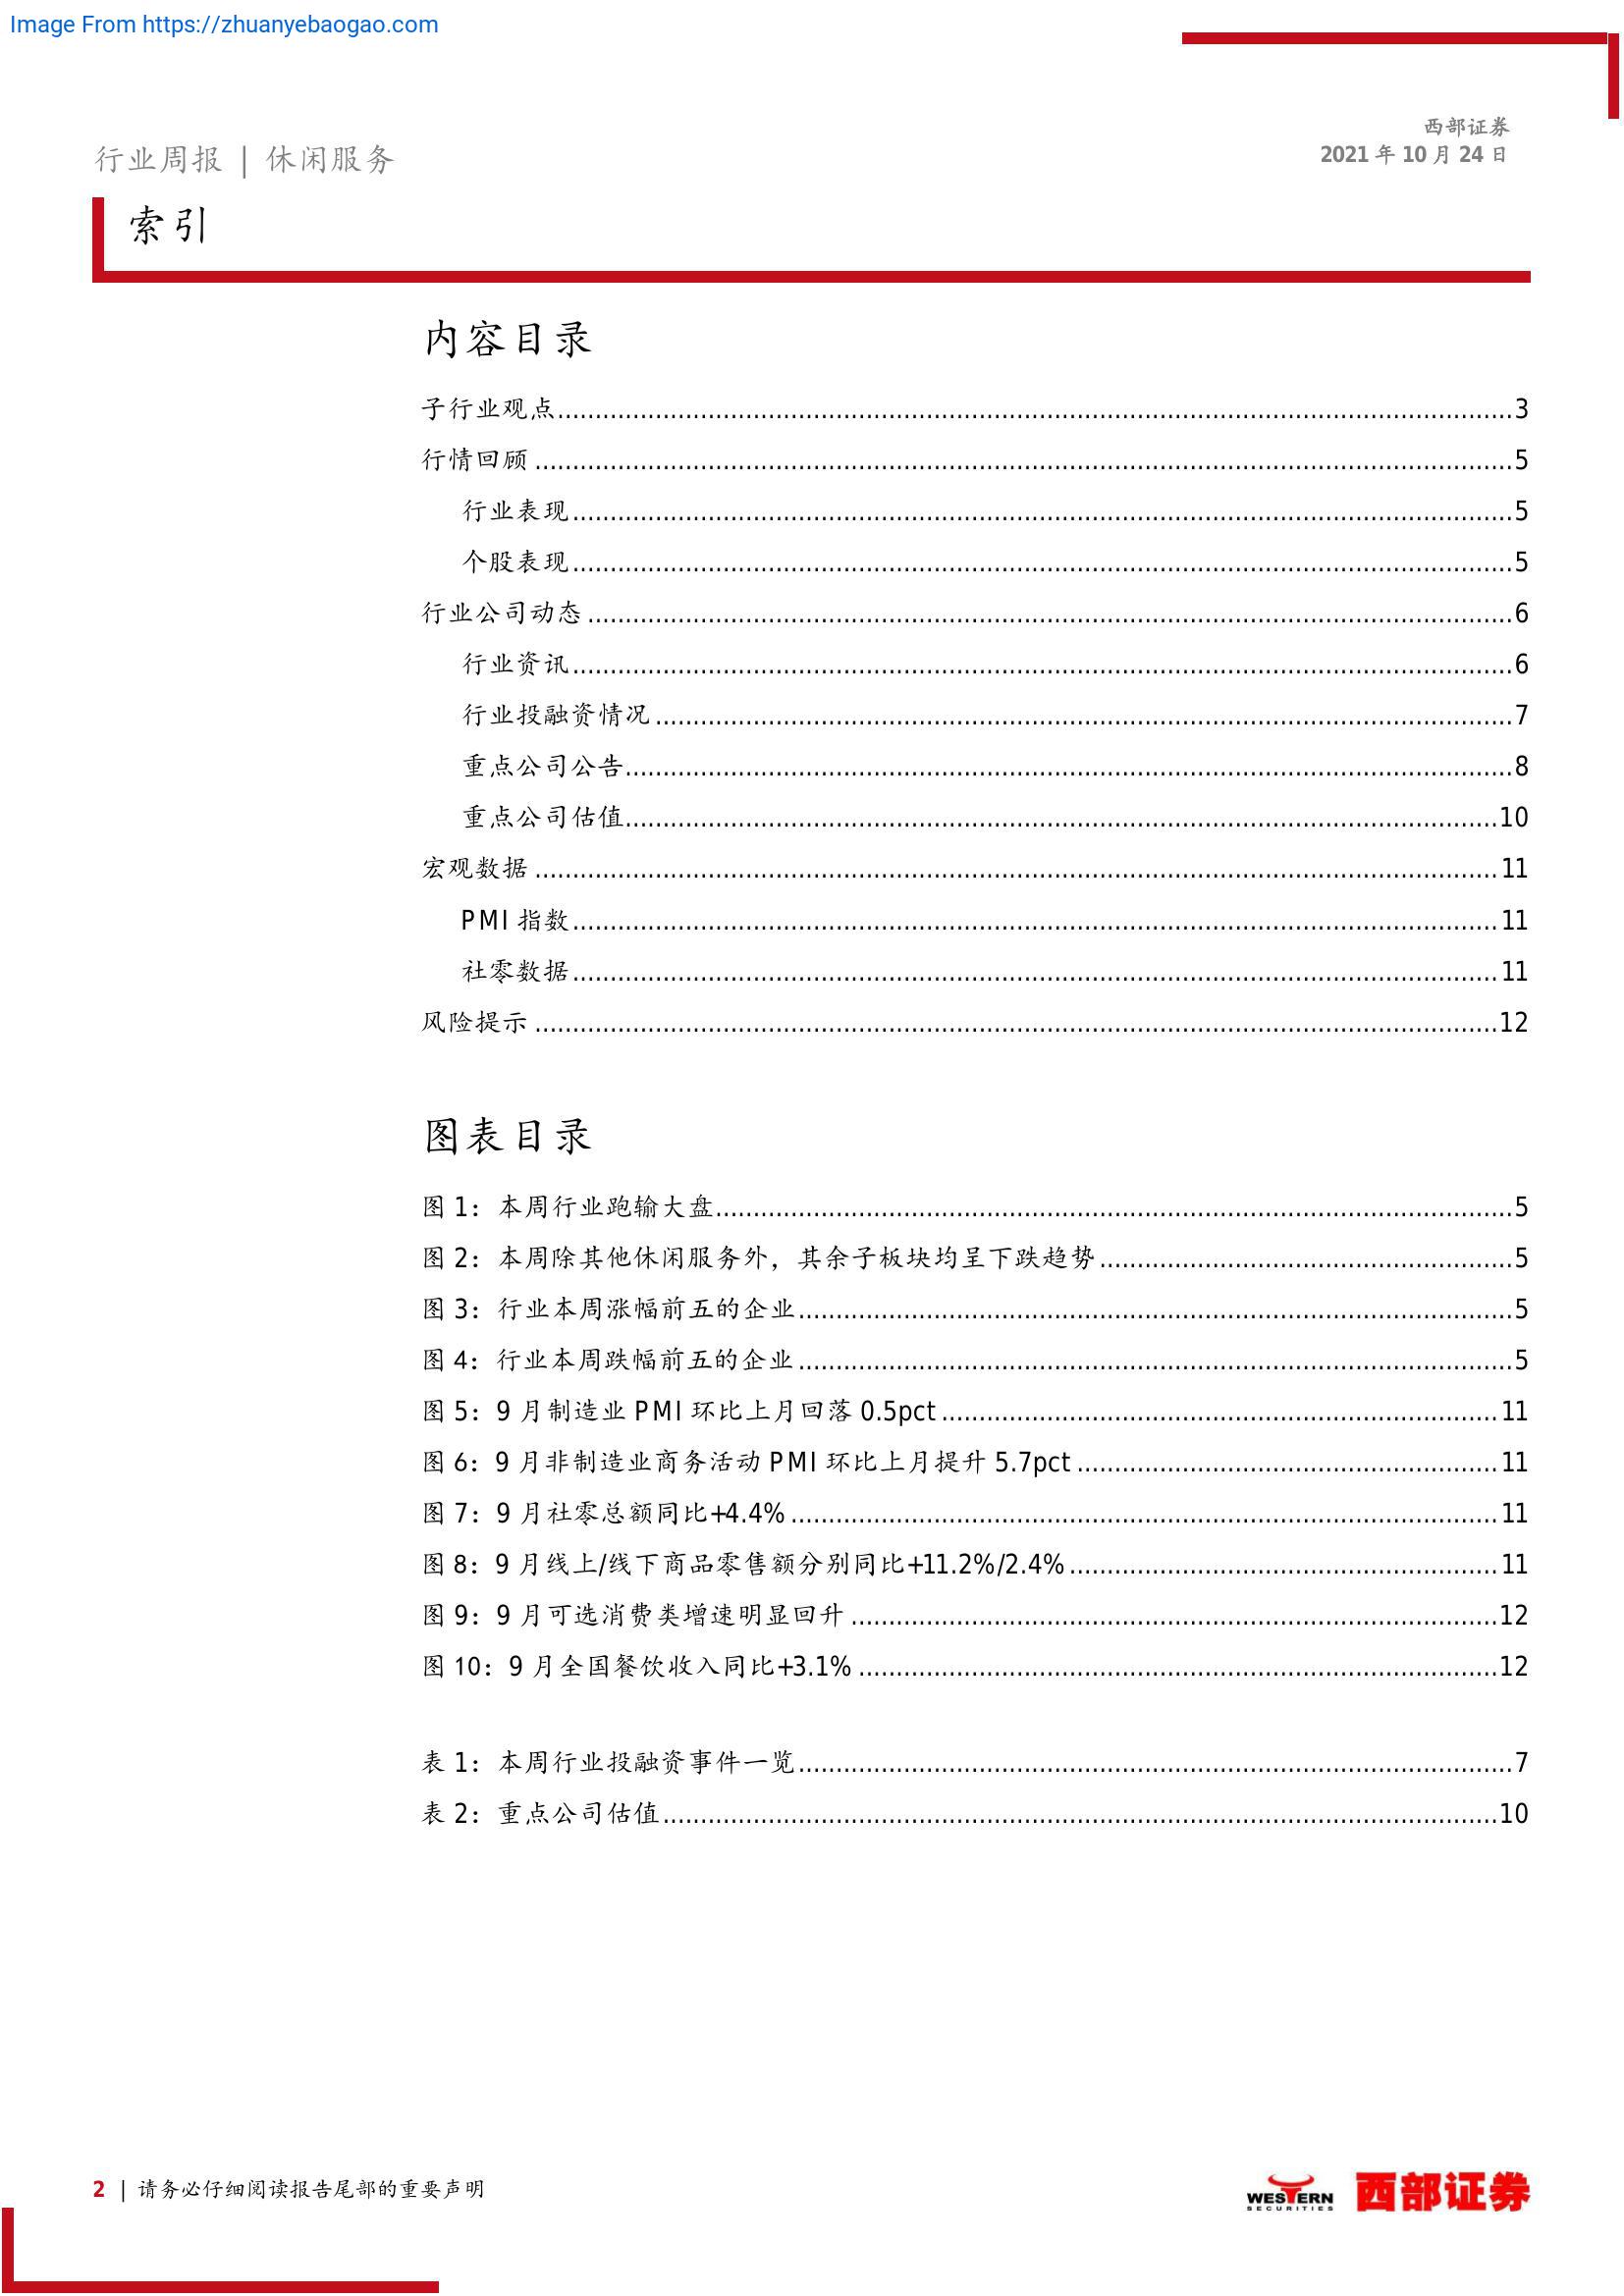 Image From https://zhuanyebaogao.com
西部证券
行业周报 | 休闲服务
2021 年 10 月 24 日
索引
内容目录
子行业观点 3
行情回顾 5
行业表现 5
个股表现 5
行业公司动态 6
行业资讯 6
行业投融资情况 7
重点公司公告 8
重点公司估值 10
宏观数据 11
PMI 指数 11
社零数据 11
风险提示 12
图表目录
图 1：本周行业跑输大盘 5
图 2：本周除其他休闲服务外，其余子板块均呈下跌趋势 5
图 3：行业本周涨幅前五的企业 5
图 4：行业本周跌幅前五的企业 5
图 5：9 月制造业 PMI 环比上月回落 0.5pct 11
图 6：9 月非制造业商务活动 PMI 环比上月提升 5.7pct 11
图 7：9 月社零总额同比+4.4% 11
图 8：9 月线上/线下商品零售额分别同比+11.2%/2.4% 11
图 9：9 月可选消费类增速明显回升 12
图 10：9 月全国餐饮收入同比+3.1% 12
表 1：本周行业投融资事件一览 7
表 2：重点公司估值 10
2 | 请务必仔细阅读报告尾部的重要声明
WESTERN
SECURITIES
西部证券